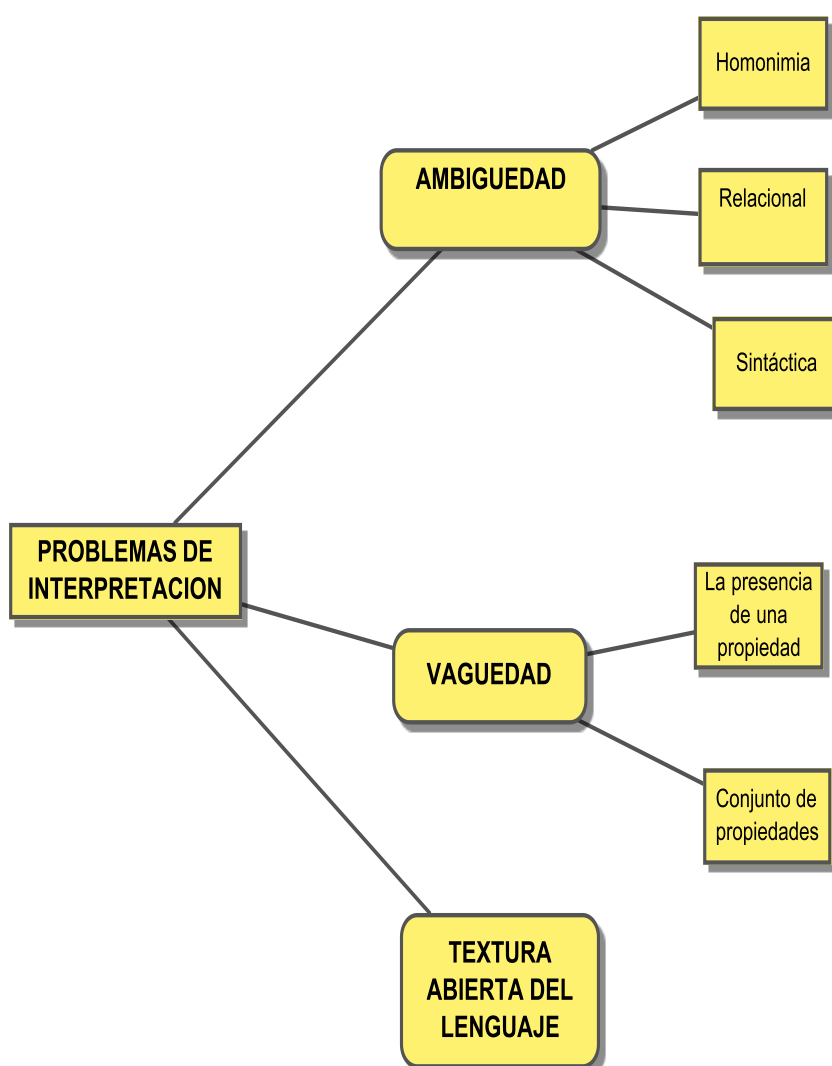 Homonimia
AMBIGUEDAD
Relacional
Sintáctica
PROBLEMAS DE
INTERPRETACION
La presencia
de una
propiedad
VAGUEDAD
Conjunto de
propiedades
TEXTURA
ABIERTA DEL
LENGUAJE